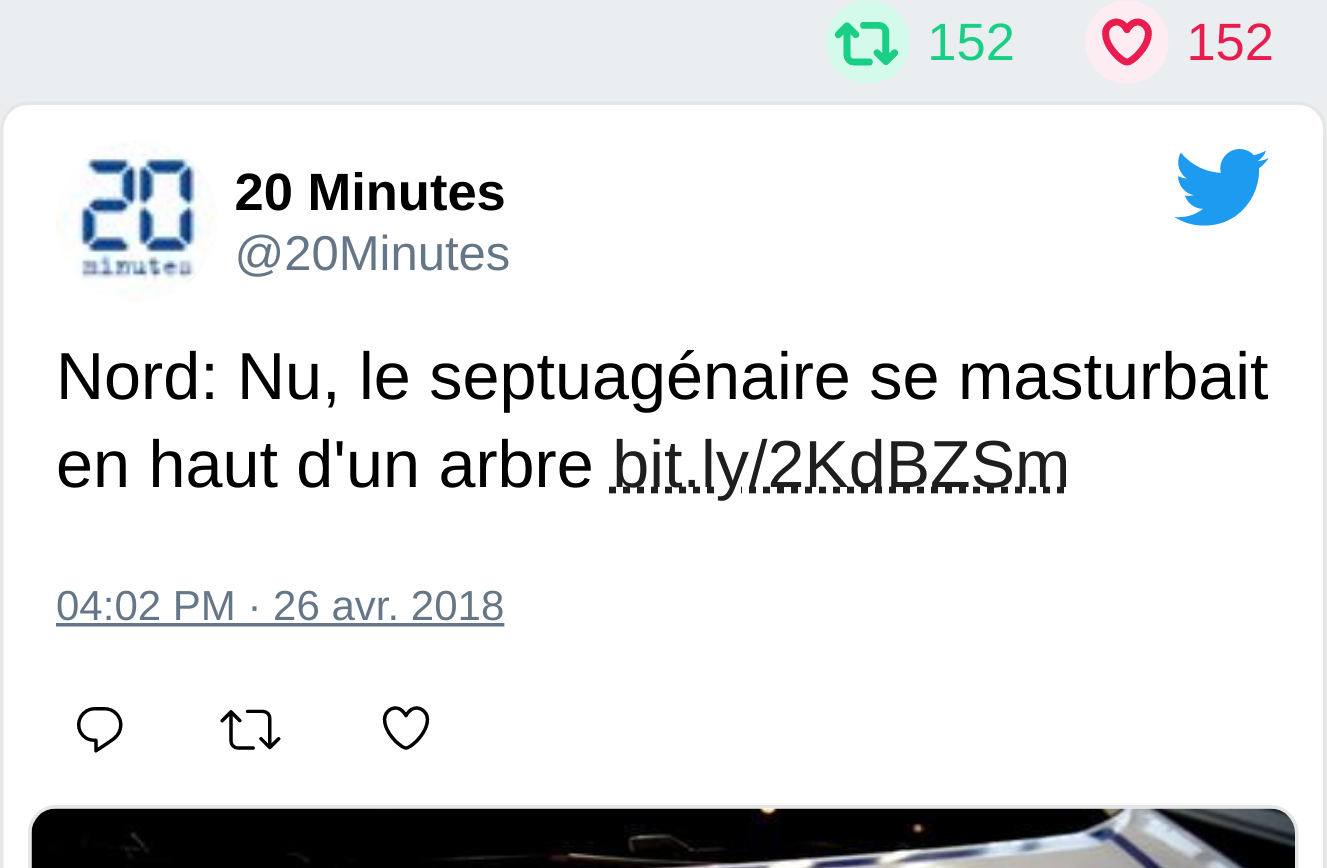 152 152
20 minutes
20 Minutes
@20Minutes
Nord: Nu, le septuagénaire se masturbait
en haut d'un arbre bit.ly/2KdBZSm
04:02 PM · 26 avr. 2018